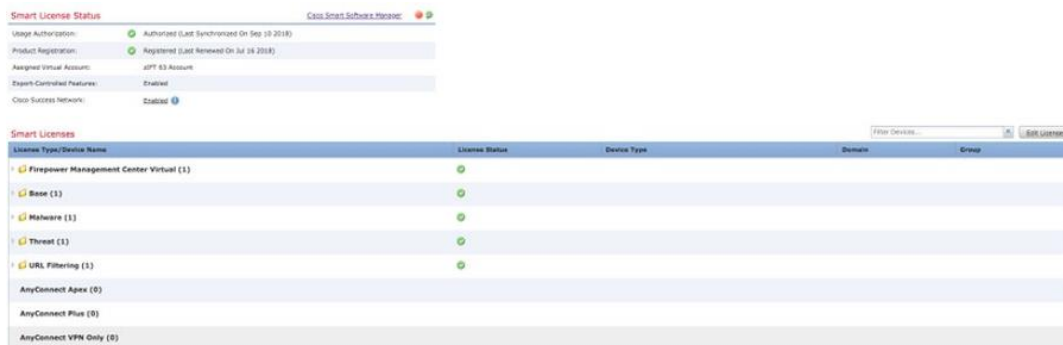 Smart License Status Cisco Smart Software Manager
Usage Authorization: Authorized (Last Synchronized On Sep 10 2018)
Product Registration: Registered (Last Renewed On Jul 16 2018)
Assigned Virtual Account: Account
Export-Controlled Features: Enabled
Cisco Success Network: Enabled
Smart Licenses Filter Devices... Edit Licenses
License Type/Device Name License Status Device Type Domain Group
Firepower Management Center Virtual (1)
Base (1)
Malware (1)
Threat (1)
URL Filtering (1)
AnyConnect Apex (0)
AnyConnect Plus (0)
AnyConnect VPN Only (0)